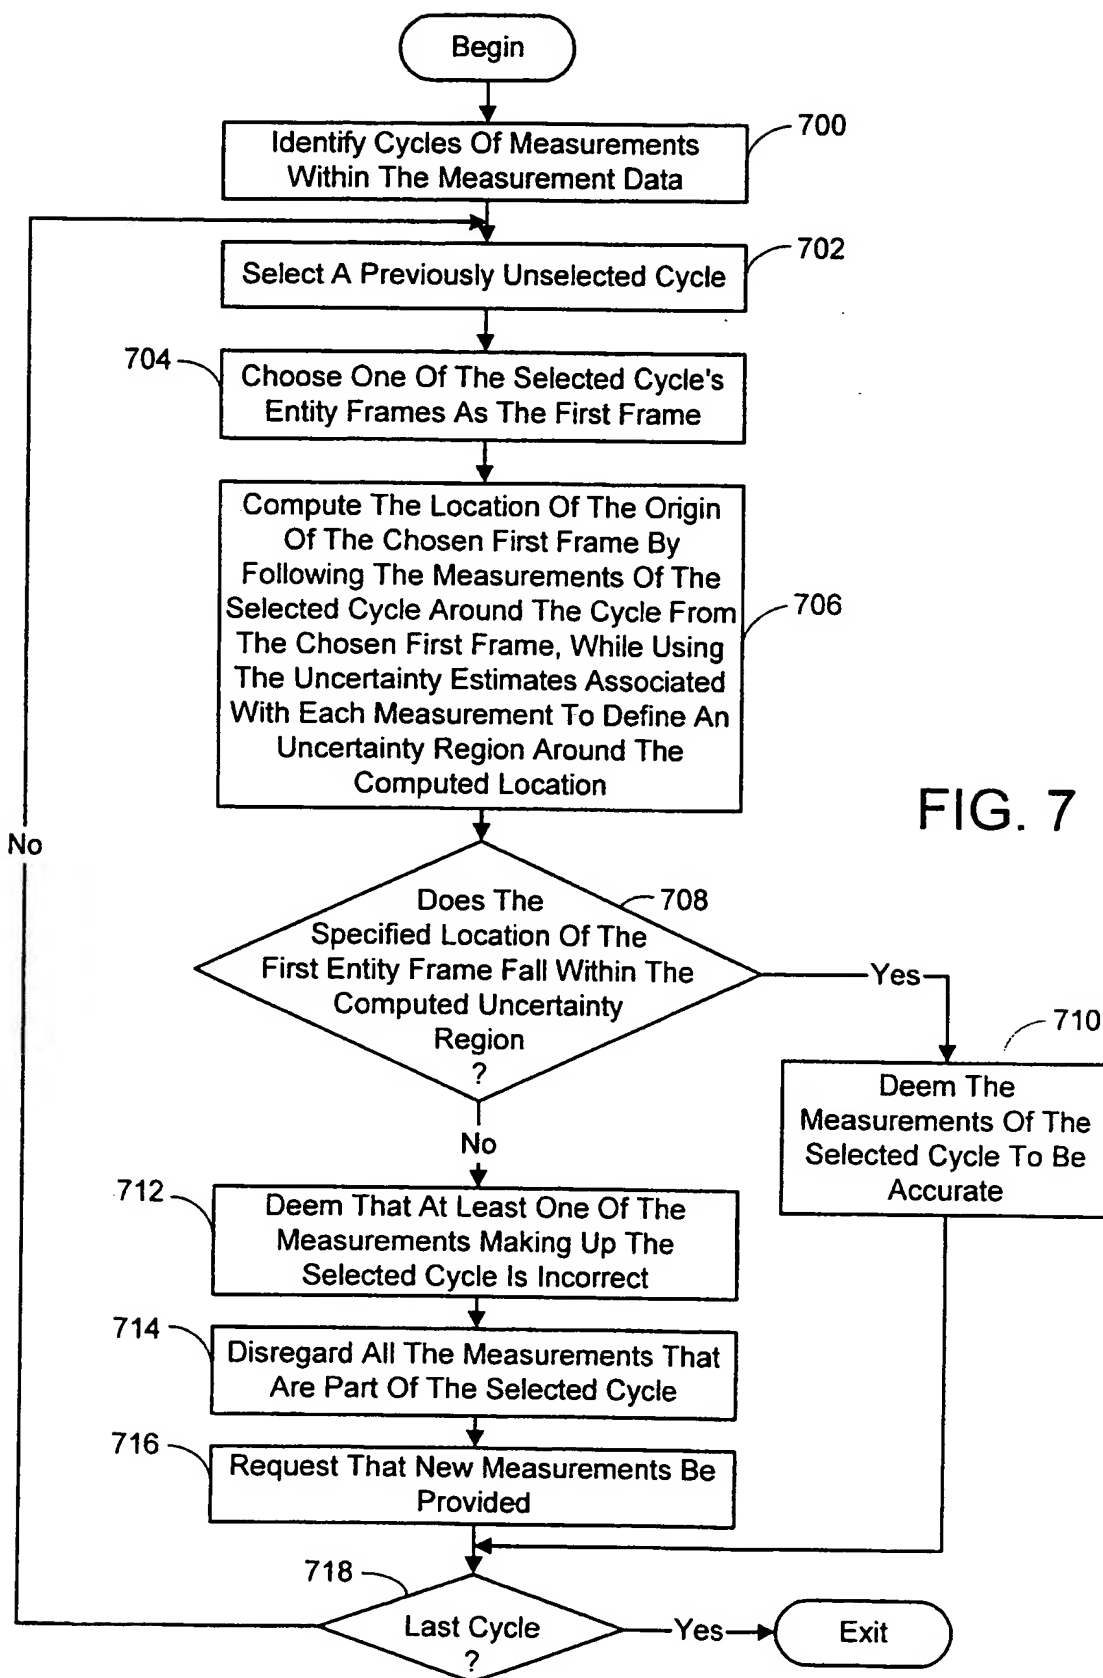 Begin
700
Identify Cycles Of Measurements
Within The Measurement Data
702
Select A Previously Unselected Cycle
704
Choose One Of The Selected Cycle's
Entity Frames As The First Frame
706
Compute The Location Of The Origin
Of The Chosen First Frame By
Following The Measurements Of The
Selected Cycle Around The Cycle From
The Chosen First Frame, While Using
The Uncertainty Estimates Associated
With Each Measurement To Define An
Uncertainty Region Around The
Computed Location
FIG. 7
No
708
Does The
Specified Location Of The
First Entity Frame Fall Within The
Computed Uncertainty
Region
?
Yes
710
Deem The
Measurements Of The
Selected Cycle To Be
Accurate
No
712
Deem That At Least One Of The
Measurements Making Up The
Selected Cycle Is Incorrect
714
Disregard All The Measurements That
Are Part Of The Selected Cycle
716
Request That New Measurements Be
Provided
718
Last Cycle
?
Yes
Exit